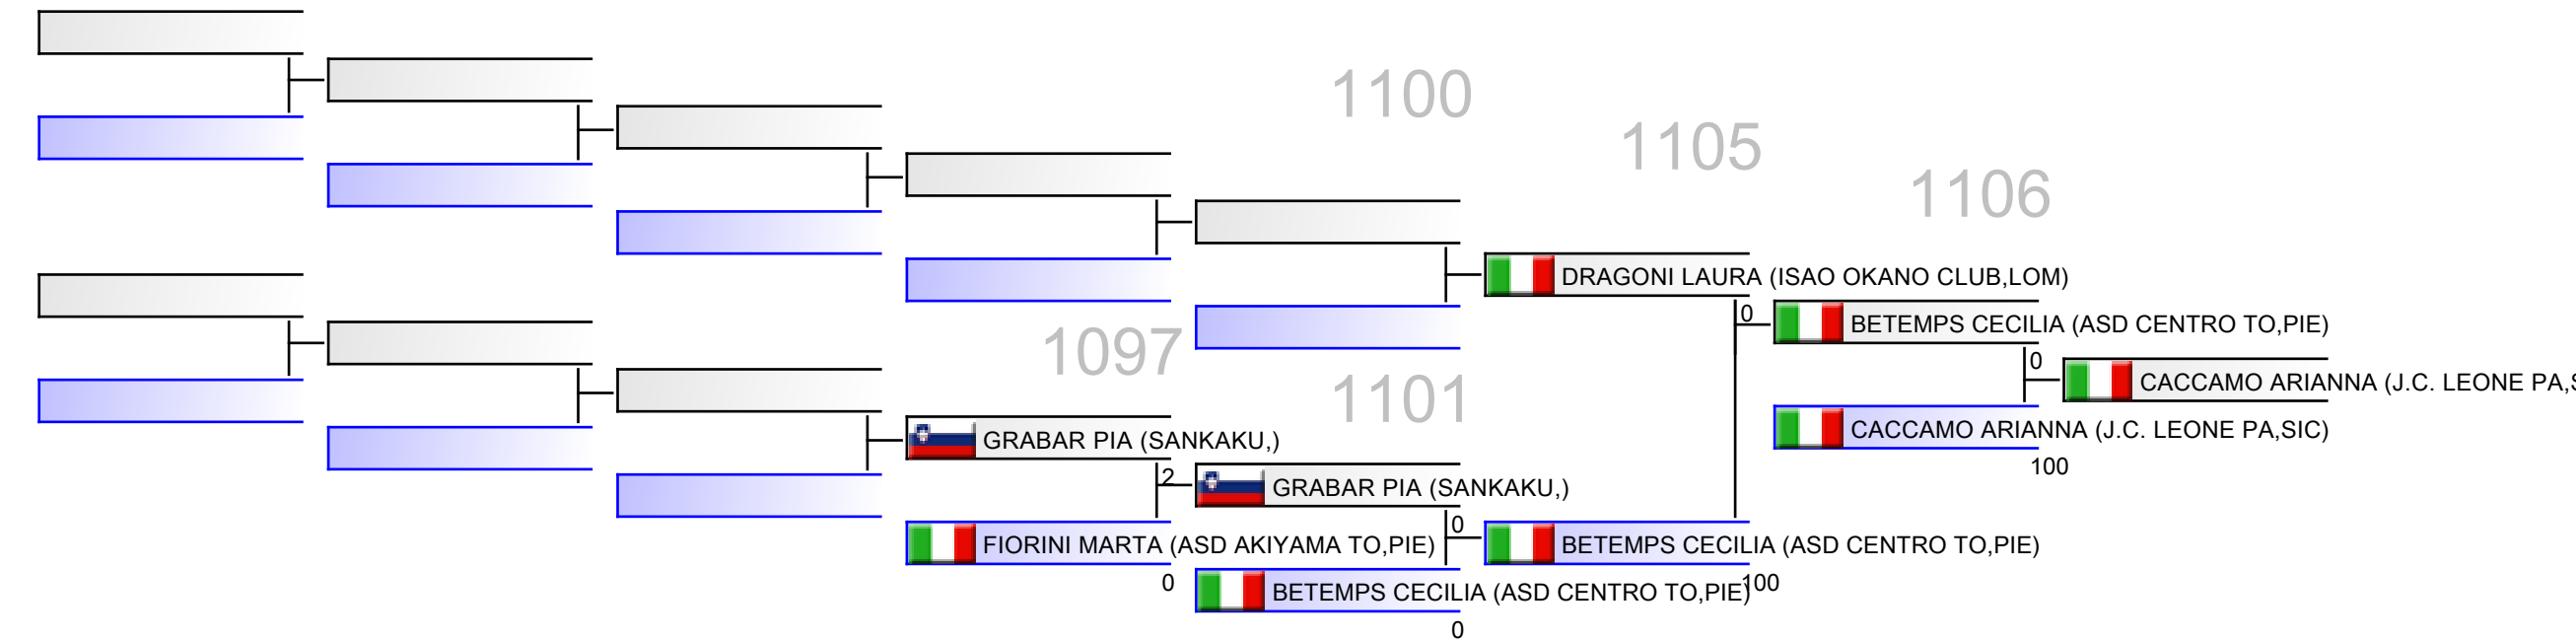 1100
1105
1106
DRAGONI LAURA (ISAO OKANO CLUB,LOM)
0
BETEMPS CECILIA (ASD CENTRO TO,PIE)
1097
0
CACCAMO ARIANNA (J.C. LEONE PA,S
1101
CACCAMO ARIANNA (J.C. LEONE PA,SIC)
GRABAR PIA (SANKAKU,)
100
2
GRABAR PIA (SANKAKU,)
0
FIORINI MARTA (ASD AKIYAMA TO,PIE)
BETEMPS CECILIA (ASD CENTRO TO,PIE)
0
BETEMPS CECILIA (ASD CENTRO TO,PIE)
100
0